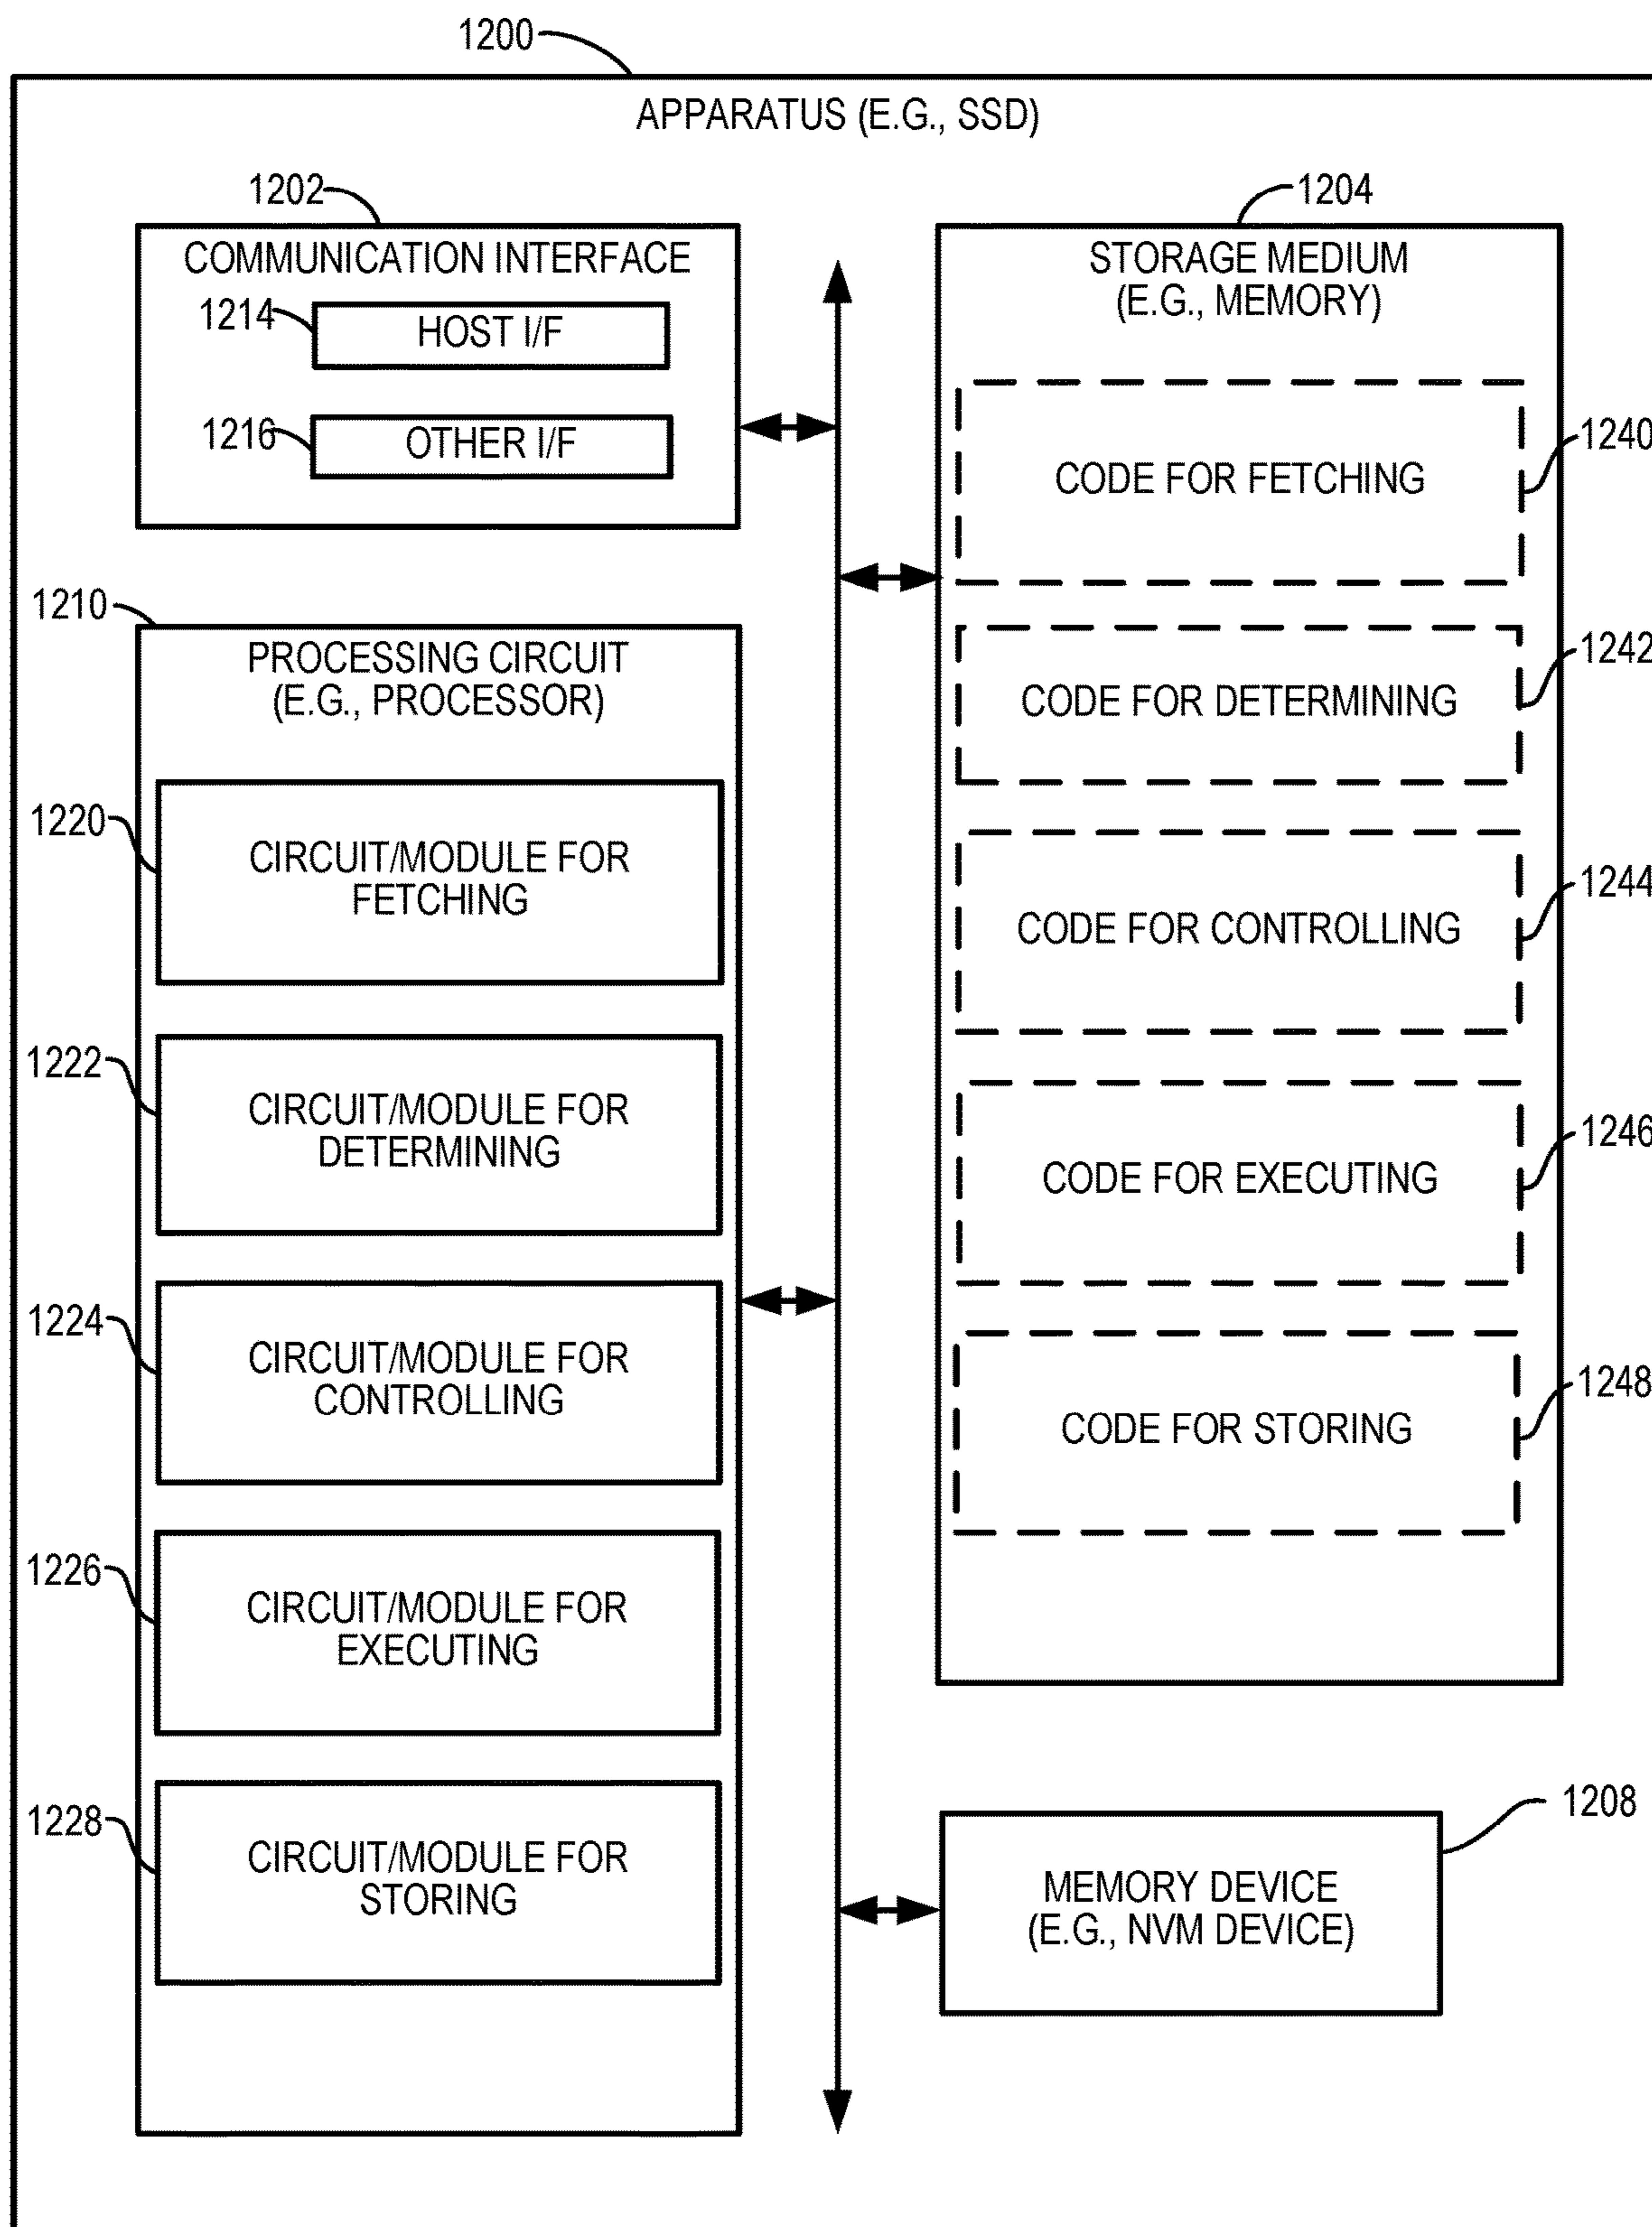 1200
APPARATUS (E.G., SSD)
1202
COMMUNICATION INTERFACE
1214
HOST I/F
1216
OTHER I/F
1204
STORAGE MEDIUM
(E.G., MEMORY)
CODE FOR FETCHING
1240
CODE FOR DETERMINING
1242
CODE FOR CONTROLLING
1244
CODE FOR EXECUTING
1246
CODE FOR STORING
1248
1210
PROCESSING CIRCUIT
(E.G., PROCESSOR)
1220
CIRCUIT/MODULE FOR
FETCHING
1222
CIRCUIT/MODULE FOR
DETERMINING
1224
CIRCUIT/MODULE FOR
CONTROLLING
1226
CIRCUIT/MODULE FOR
EXECUTING
1228
CIRCUIT/MODULE FOR
STORING
1208
MEMORY DEVICE
(E.G., NVM DEVICE)